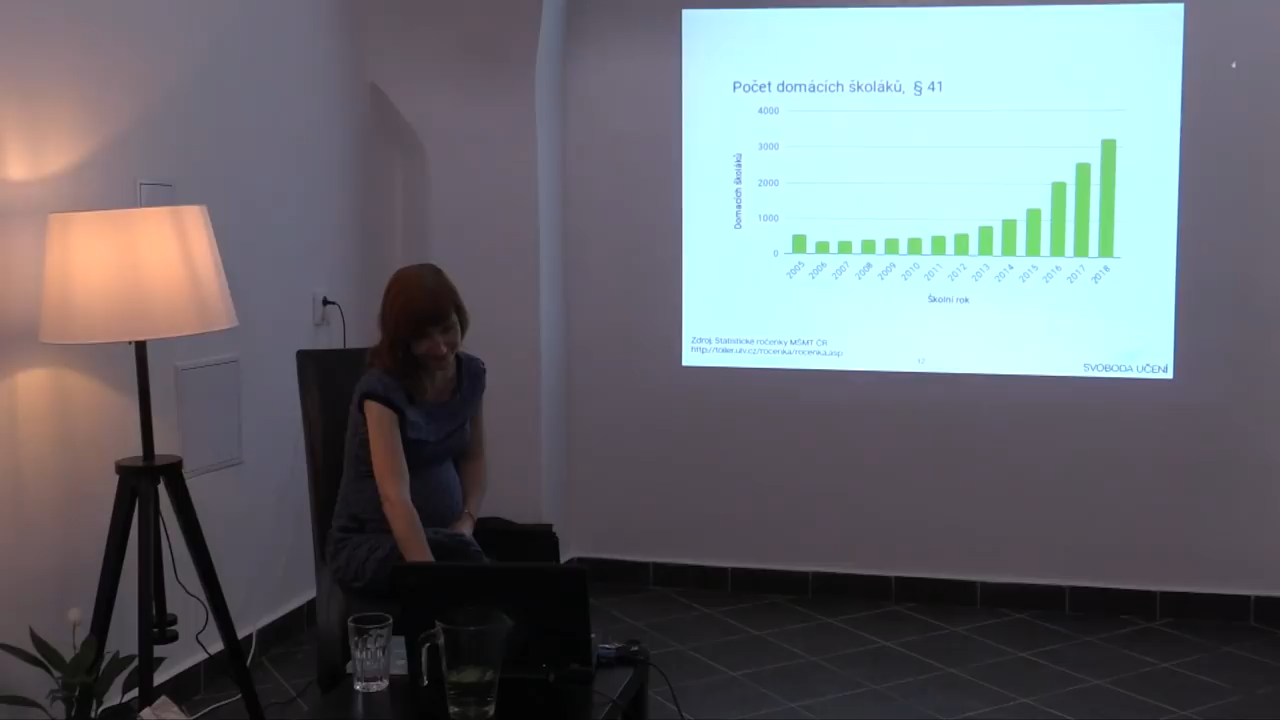 Počet domácích školáků, § 41
4000
3000
2000
1000
0
Domácích školáků
2005 2006 2007 2008 2009 2010 2011 2012 2013 2014 2015 2016 2017 2018
Školní rok
Zdroj: Statistické ročenky MŠMT ČR
17
SVOBODA UČENÍ